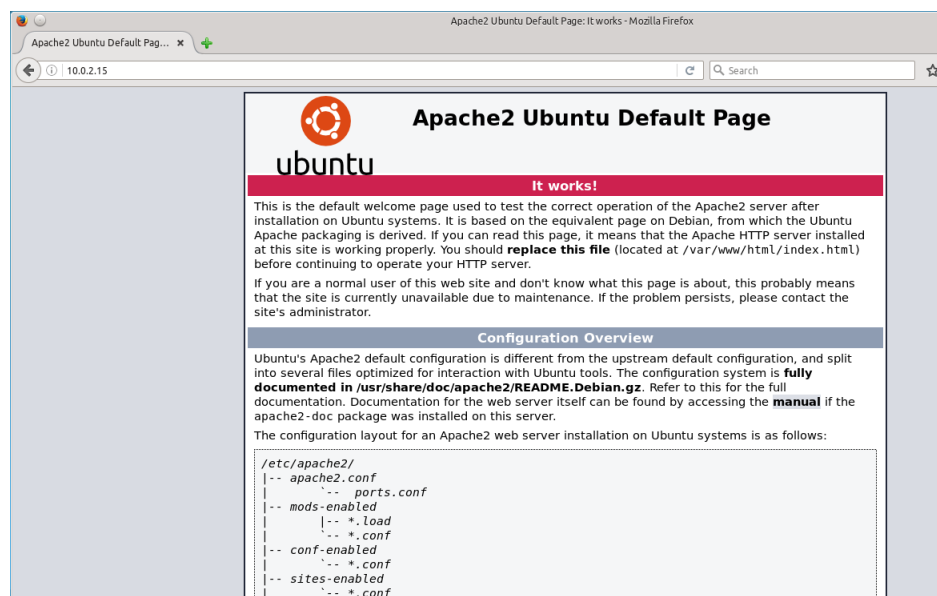 Apache2 Ubuntu Default Page: It works - Mozilla Firefox
Apache2 Ubuntu Default Pag...
10.0.2.15
Search
ubuntu
Apache2 Ubuntu Default Page
It works!
This is the default welcome page used to test the correct operation of the Apache2 server after
installation on Ubuntu systems. It is based on the equivalent page on Debian, from which the Ubuntu
Apache packaging is derived. If you can read this page, it means that the Apache HTTP server installed
at this site is working properly. You should replace this file (located at /var/www/html/index.html)
before continuing to operate your HTTP server.
If you are a normal user of this web site and don't know what this page is about, this probably means
that the site is currently unavailable due to maintenance. If the problem persists, please contact the
site's administrator.
Configuration Overview
Ubuntu's Apache2 default configuration is different from the upstream default configuration, and split
into several files optimized for interaction with Ubuntu tools. The configuration system is fully
documented in /usr/share/doc/apache2/README.Debian.gz. Refer to this for the full
documentation. Documentation for the web server itself can be found by accessing the manual if the
apache2-doc package was installed on this server.
The configuration layout for an Apache2 web server installation on Ubuntu systems is as follows:
/etc/apache2/
|-- apache2.conf
|       `--  ports.conf
|-- mods-enabled
|       |-- *.load
|       `-- *.conf
|-- conf-enabled
|       `-- *.conf
|-- sites-enabled
|       `-- *.conf